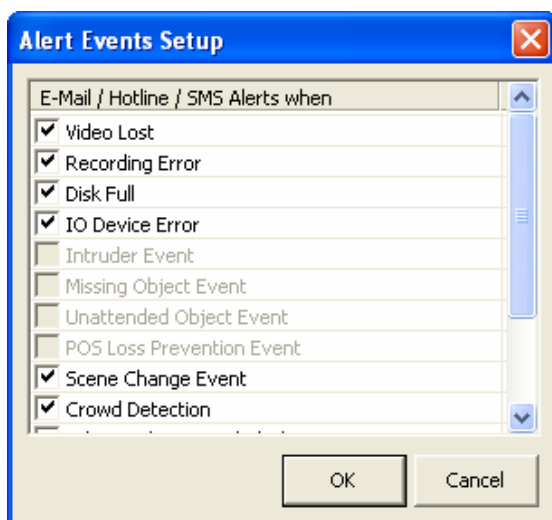 Alert Events Setup
E-Mail / Hotline / SMS Alerts when
Video Lost
Recording Error
Disk Full
IO Device Error
Intruder Event
Missing Object Event
Unattended Object Event
POS Loss Prevention Event
Scene Change Event
Crowd Detection
OK
Cancel